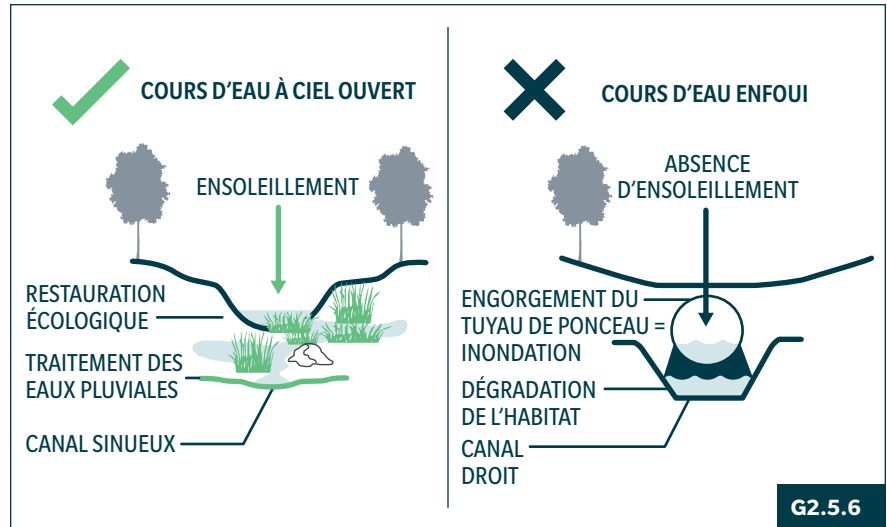 COURS D'EAU À CIEL OUVERT
ENSOLEILLEMENT
RESTAURATION
ÉCOLOGIQUE
TRAITEMENT DES
EAUX PLUVIALES
CANAL SINUEUX
COURS D'EAU ENFOUI
ABSENCE
D'ENSOLEILLEMENT
ENGORGEMENT DU
TUYAU DE PONCEAU =
INONDATION
DÉGRADATION
DE L'HABITAT
CANAL
DROIT
G2.5.6